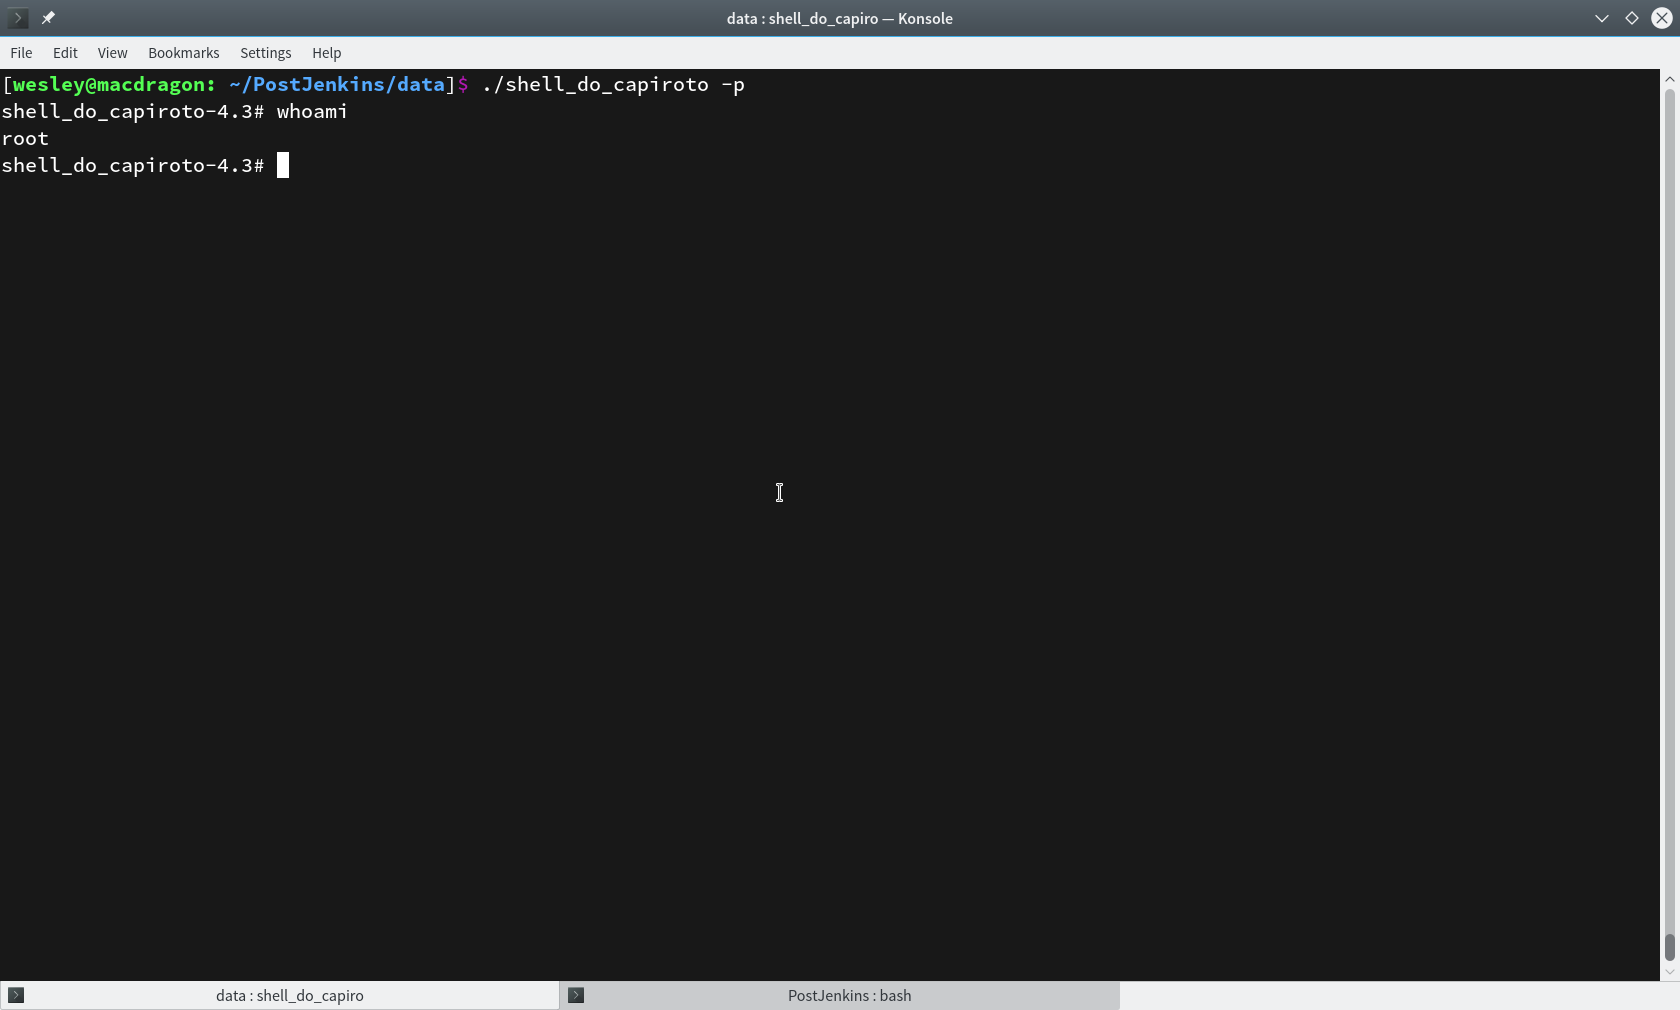 data : shell_do_capiro — Konsole
File Edit View Bookmarks Settings Help
[wesley@macdragon: ~/PostJenkins/data]$ ./shell_do_capiroto -p
shell_do_capiroto-4.3# whoami
root
shell_do_capiroto-4.3#
data : shell_do_capiro
PostJenkins : bash